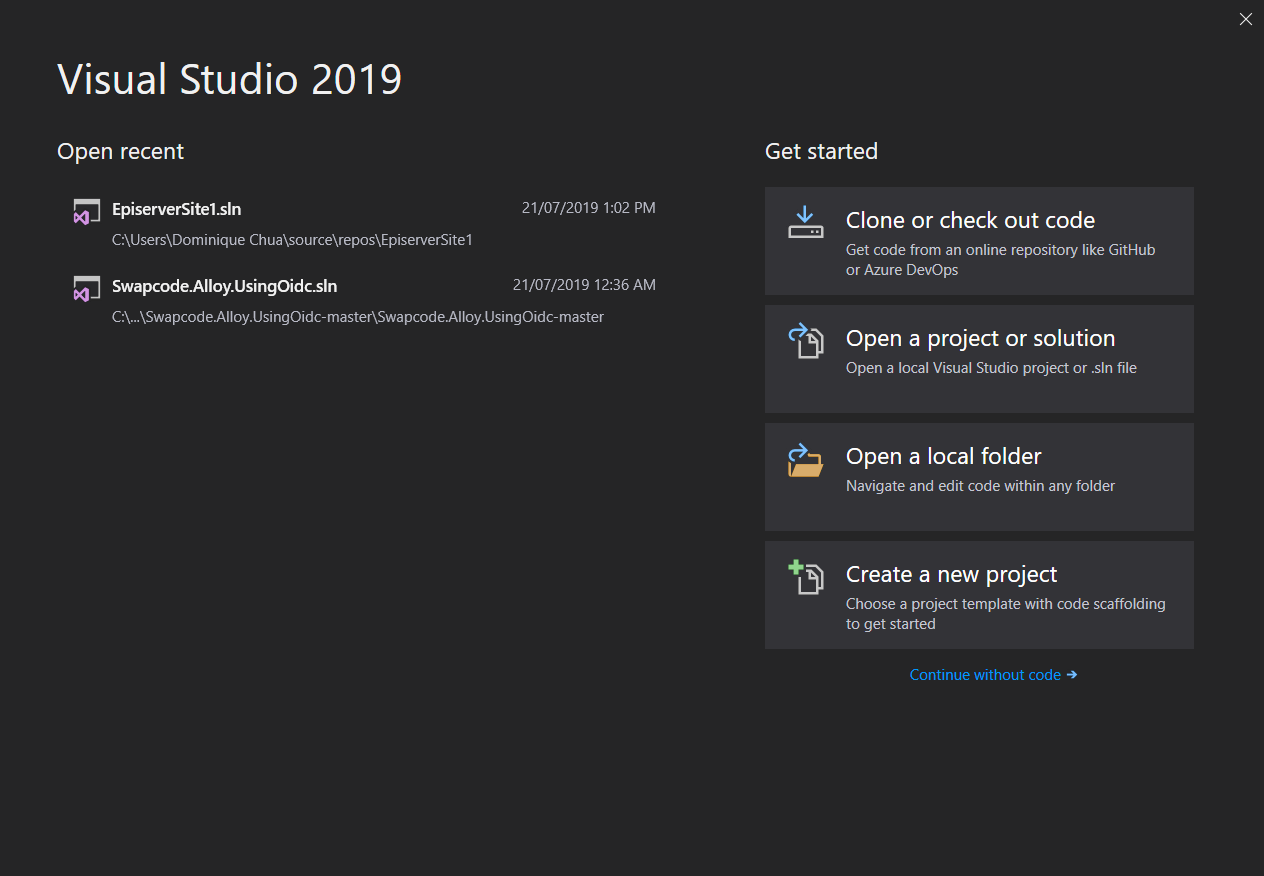 Visual Studio 2019
Open recent
EpiserverSite1.sln 21/07/2019 1:02 PM
C:\Users\Dominique Chua\source\repos\EpiserverSite1
Swapcode.Alloy.UsingOidc.sln 21/07/2019 12:36 AM
C:\...\Swapcode.Alloy.UsingOidc-master\Swapcode.Alloy.UsingOidc-master
Get started
Clone or check out code
Get code from an online repository like GitHub
or Azure DevOps
Open a project or solution
Open a local Visual Studio project or .sln file
Open a local folder
Navigate and edit code within any folder
Create a new project
Choose a project template with code scaffolding
to get started
Continue without code